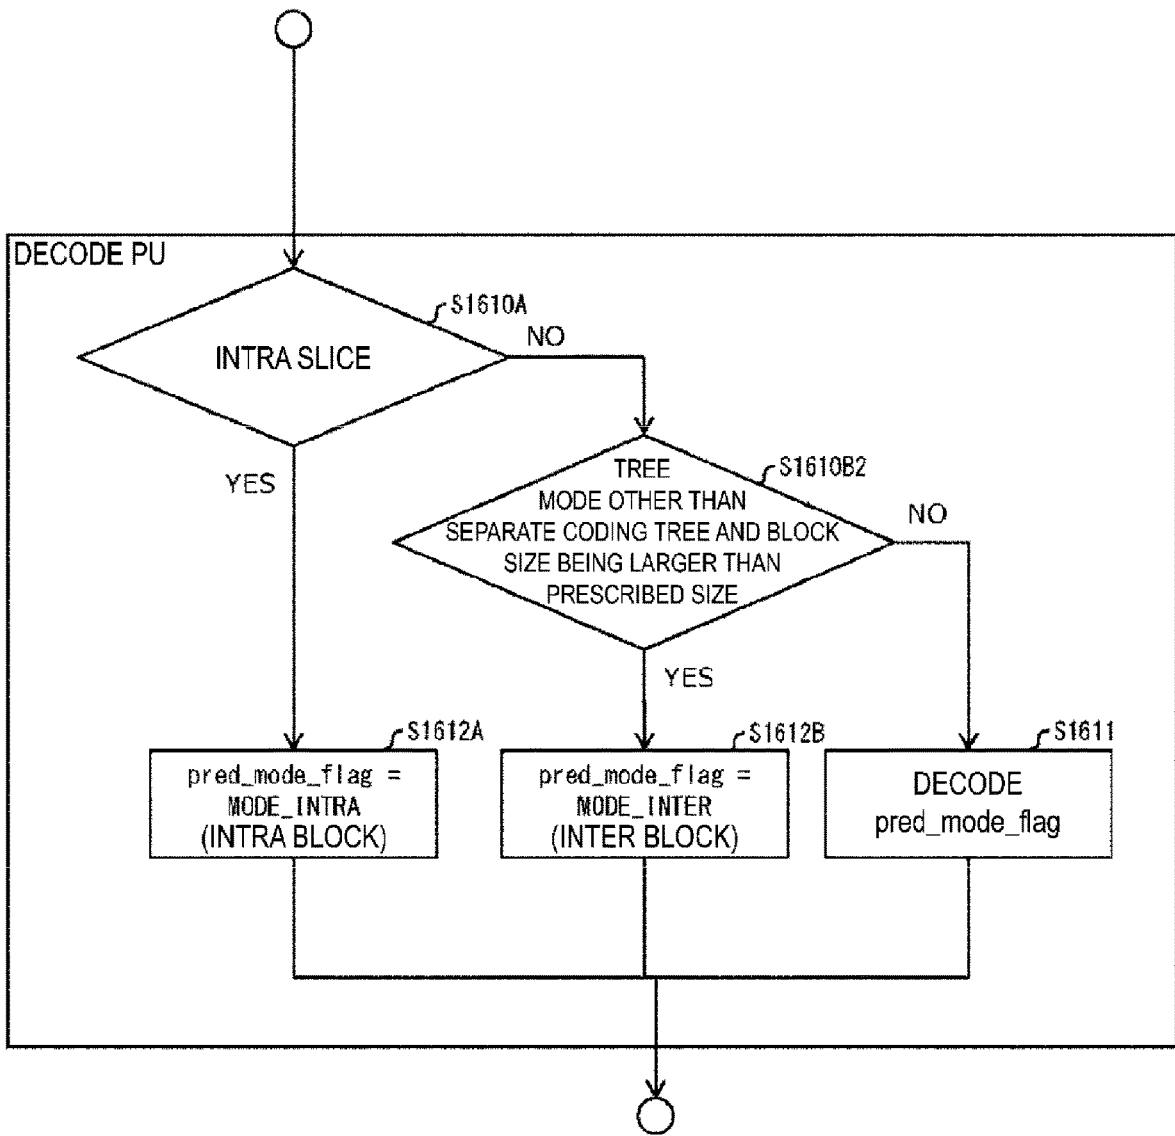 DECODE PU
S1610A
INTRA SLICE
NO
YES
S1610B2
TREE
MODE OTHER THAN
SEPARATE CODING TREE AND BLOCK
SIZE BEING LARGER THAN
PRESCRIBED SIZE
NO
YES
S1612A
pred_mode_flag =
MODE_INTRA
(INTRA BLOCK)
S1612B
pred_mode_flag =
MODE_INTER
(INTER BLOCK)
S1611
DECODE
pred_mode_flag